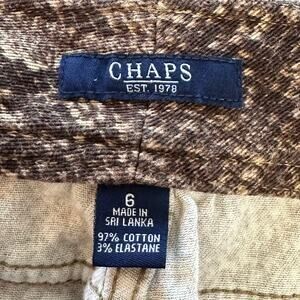 CHAPS
EST. 1978
6
MADE IN
SRI LANKA
97% COTTON
3% ELASTANE